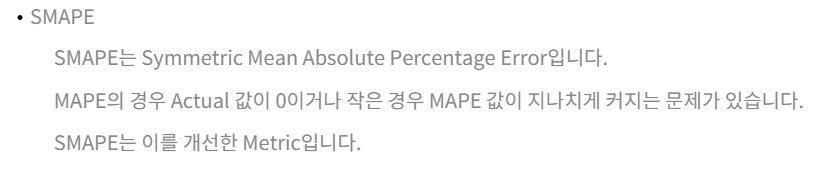 • SMAPE
SMAPE는 Symmetric Mean Absolute Percentage Error입니다.
MAPE의 경우 Actual 값이 0이거나 작은 경우 MAPE 값이 지나치게 커지는 문제가 있습니다.
SMAPE는 이를 개선한 Metric입니다.